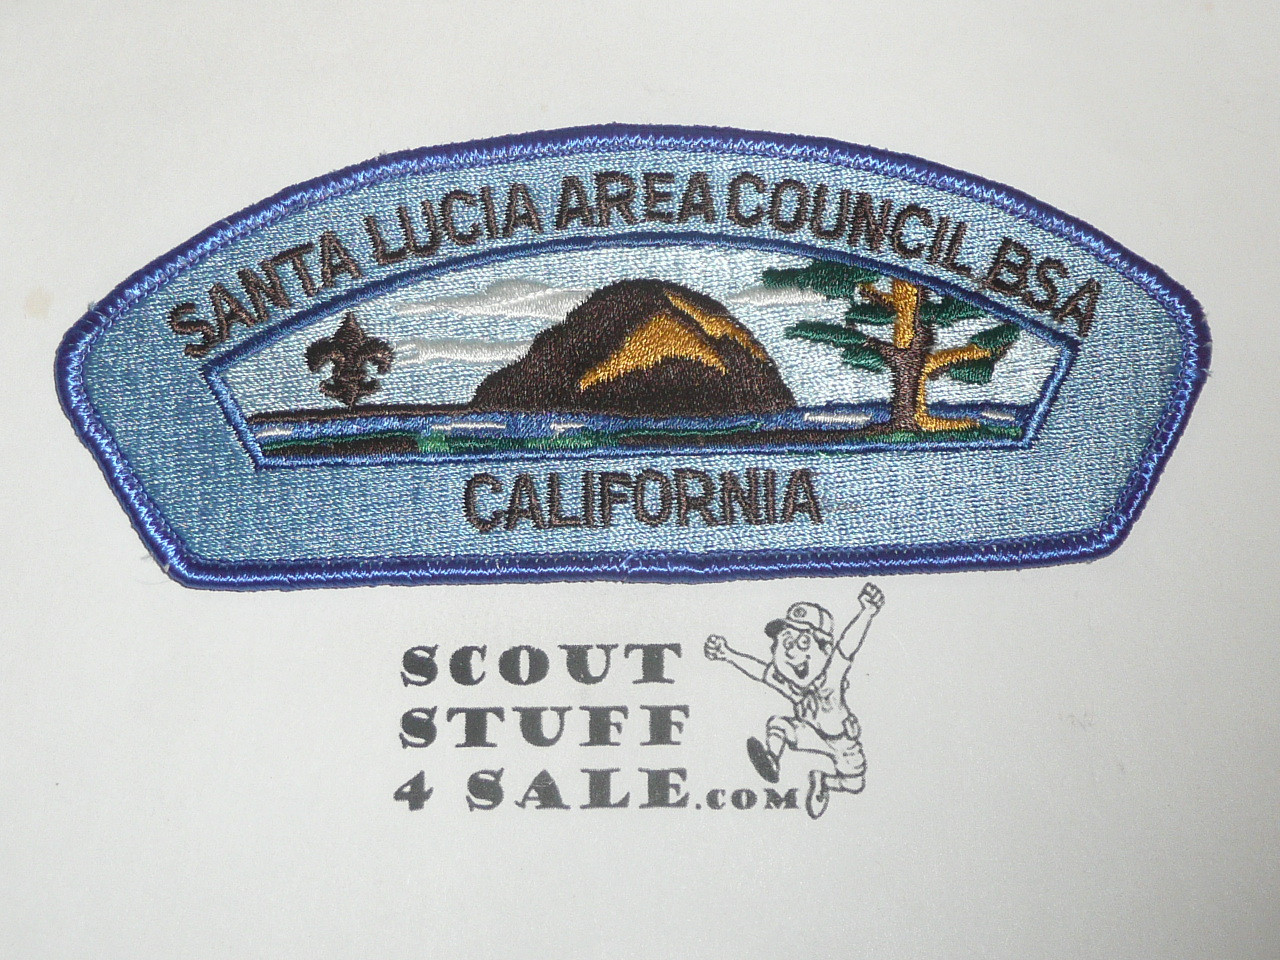 SANTA LUCIA AREA COUNCIL BSA
CALIFORNIA
SCOUT
STUFF
4 SALE.COM